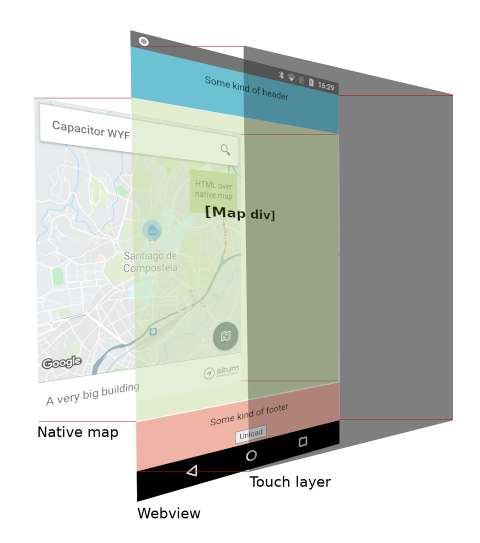 16:29
Some kind of header
Capacitor WYF
HTML over
native map
[Map div]
Santiago de
Compostela
Google
situm
A very big building
Some kind of footer
Unload
Native map
Touch layer
Webview